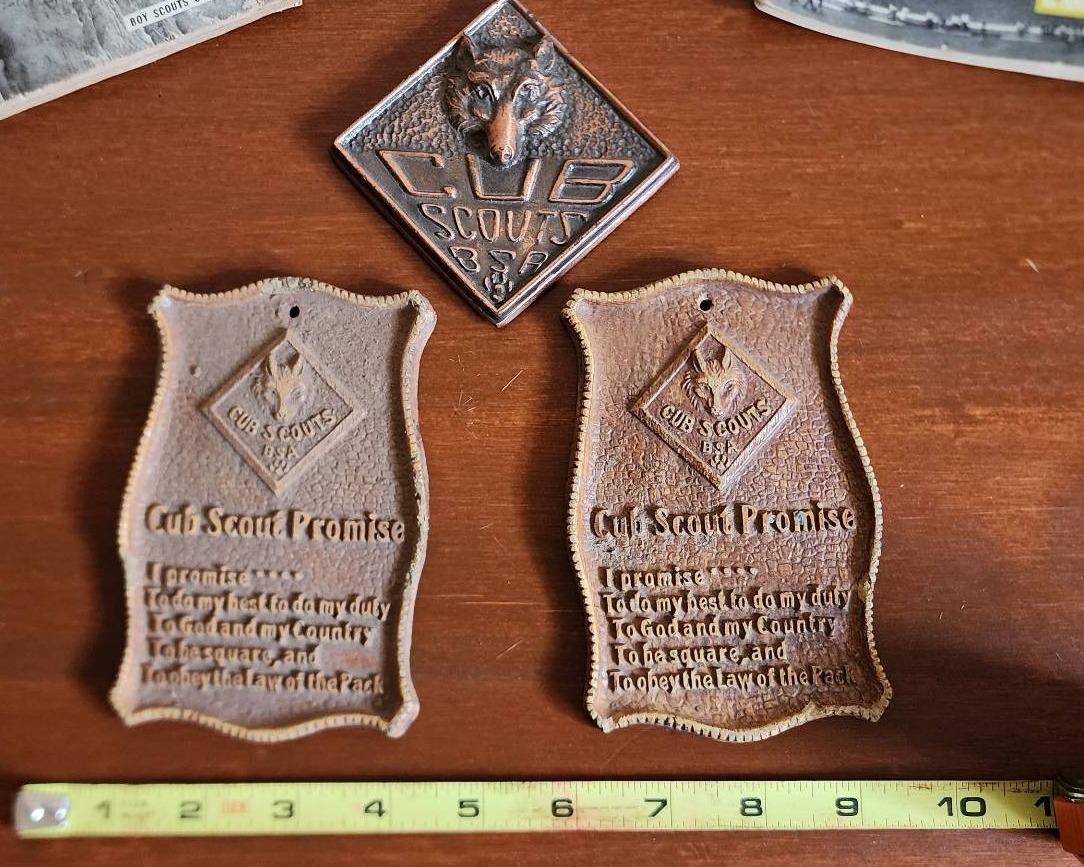 BOY SCOUTS
CUB
SCOUTS
BSA
CUB SCOUTS
BSA
Cub Scout Promise
I promise ····
To do my best to do my duty
To God and my Country
To be square, and
To obey the Law of the Pack
CUB SCOUTS
BSA
Cub Scout Promise
I promise ····
To do my best to do my duty
To God and my Country
To be square, and
To obey the Law of the Pack
1 2 3 4 5 6 7 8 9 10 1